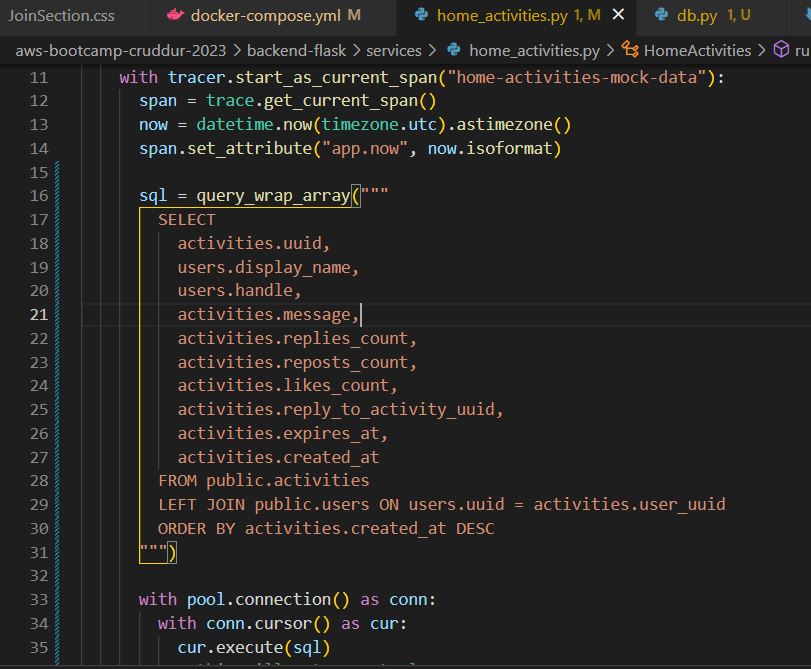 JoinSection.css docker-compose.yml M home_activities.py 1, M db.py 1, U
aws-bootcamp-cruddur-2023 > backend-flask > services > home_activities.py > HomeActivities > ru
11 with tracer.start_as_current_span("home-activities-mock-data"):
12 span = trace.get_current_span()
13 now = datetime.now(timezone.utc).astimezone()
14 span.set_attribute("app.now", now.isoformat)
15
16 sql = query_wrap_array("""
17 SELECT
18 activities.uuid,
19 users.display_name,
20 users.handle,
21 activities.message,
22 activities.replies_count,
23 activities.reposts_count,
24 activities.likes_count,
25 activities.reply_to_activity_uuid,
26 activities.expires_at,
27 activities.created_at
28 FROM public.activities
29 LEFT JOIN public.users ON users.uuid = activities.user_uuid
30 ORDER BY activities.created_at DESC
31 """)
32
33 with pool.connection() as conn:
34 with conn.cursor() as cur:
35 cur.execute(sql)